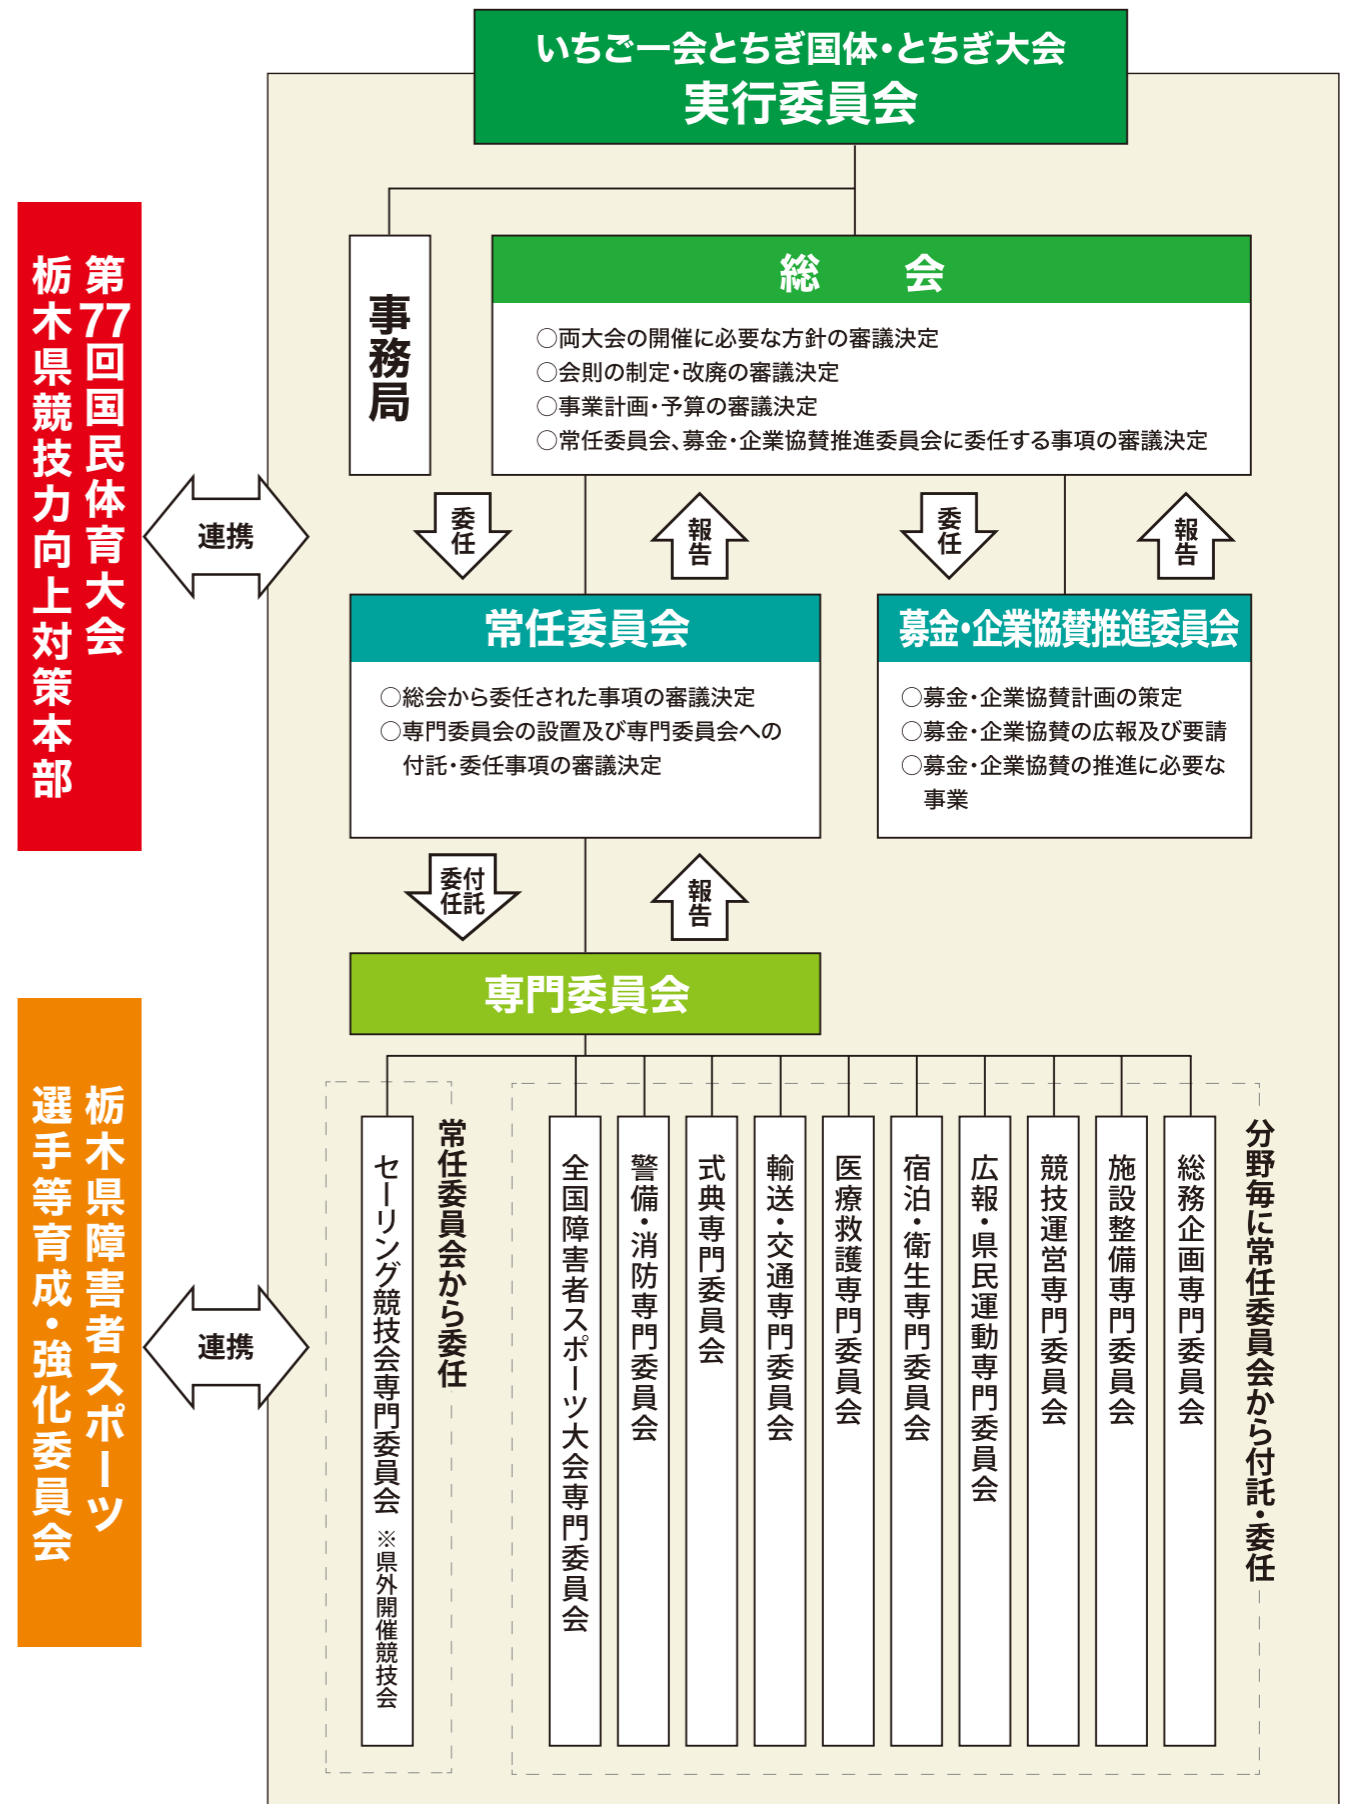 いちご一会とちぎ国体・とちぎ大会
実行委員会
第77回国民体育大会
栃木県競技力向上対策本部
連携
栃木県障害者スポーツ
選手等育成・強化委員会
連携
事務局
総　会
○両大会の開催に必要な方針の審議決定
○会則の制定・改廃の審議決定
○事業計画・予算の審議決定
○常任委員会、募金・企業協賛推進委員会に委任する事項の審議決定
委任
報告
委任
報告
常任委員会
○総会から委任された事項の審議決定
○専門委員会の設置及び専門委員会への
付託・委任事項の審議決定
募金・企業協賛推進委員会
○募金・企業協賛計画の策定
○募金・企業協賛の広報及び要請
○募金・企業協賛の推進に必要な
事業
付託
委任
報告
専門委員会
分野毎に常任委員会から付託・委任
総務企画専門委員会
施設整備専門委員会
競技運営専門委員会
広報・県民運動専門委員会
宿泊・衛生専門委員会
医療救護専門委員会
輸送・交通専門委員会
式典専門委員会
警備・消防専門委員会
全国障害者スポーツ大会専門委員会
常任委員会から委任
セーリング競技会専門委員会 ※県外開催競技会